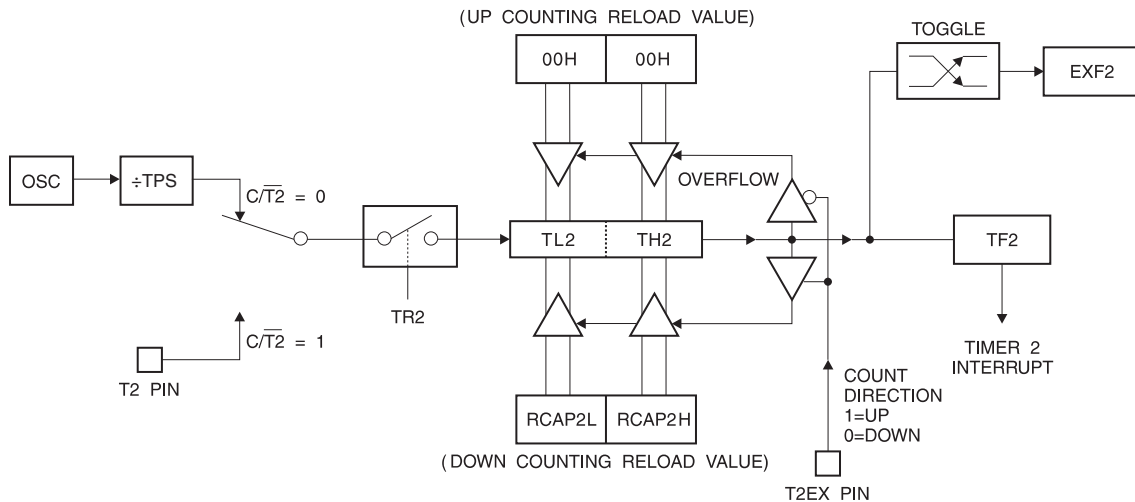 (UP COUNTING RELOAD VALUE)
00H
00H
TOGGLE
EXF2
OSC
÷TPS
C/T2̅ = 0
OVERFLOW
TL2
TH2
TF2
TR2
C/T2̅ = 1
T2 PIN
TIMER 2
INTERRUPT
COUNT
DIRECTION
1=UP
0=DOWN
RCAP2L
RCAP2H
(DOWN COUNTING RELOAD VALUE)
T2EX PIN